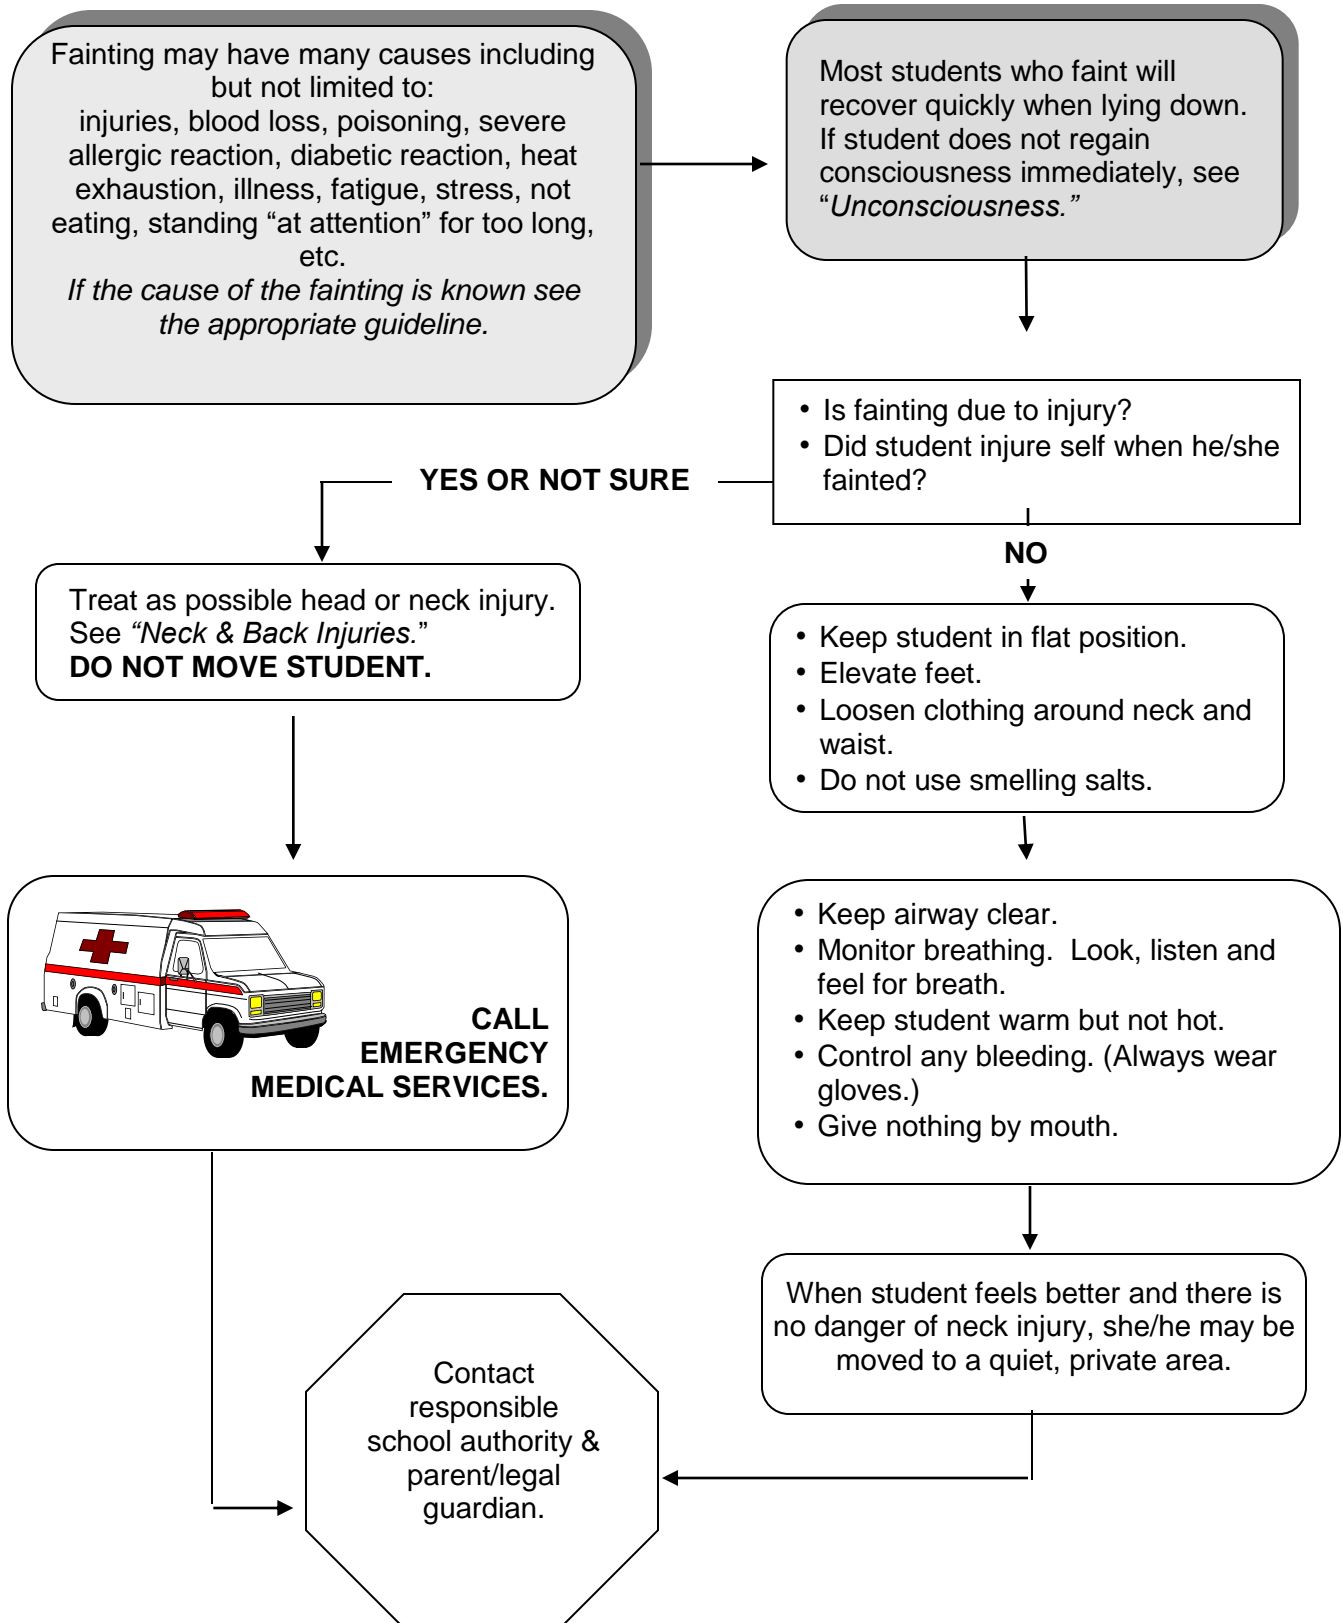 Fainting may have many causes including
but not limited to:
injuries, blood loss, poisoning, severe
allergic reaction, diabetic reaction, heat
exhaustion, illness, fatigue, stress, not
eating, standing “at attention” for too long,
etc.
If the cause of the fainting is known see
the appropriate guideline.
Most students who faint will
recover quickly when lying down.
If student does not regain
consciousness immediately, see
“Unconsciousness.”
• Is fainting due to injury?
• Did student injure self when he/she
fainted?
YES OR NOT SURE
NO
Treat as possible head or neck injury.
See “Neck & Back Injuries.”
DO NOT MOVE STUDENT.
• Keep student in flat position.
• Elevate feet.
• Loosen clothing around neck and
waist.
• Do not use smelling salts.
CALL
EMERGENCY
MEDICAL SERVICES.
• Keep airway clear.
• Monitor breathing.  Look, listen and
feel for breath.
• Keep student warm but not hot.
• Control any bleeding. (Always wear
gloves.)
• Give nothing by mouth.
When student feels better and there is
no danger of neck injury, she/he may be
moved to a quiet, private area.
Contact
responsible
school authority &
parent/legal
guardian.